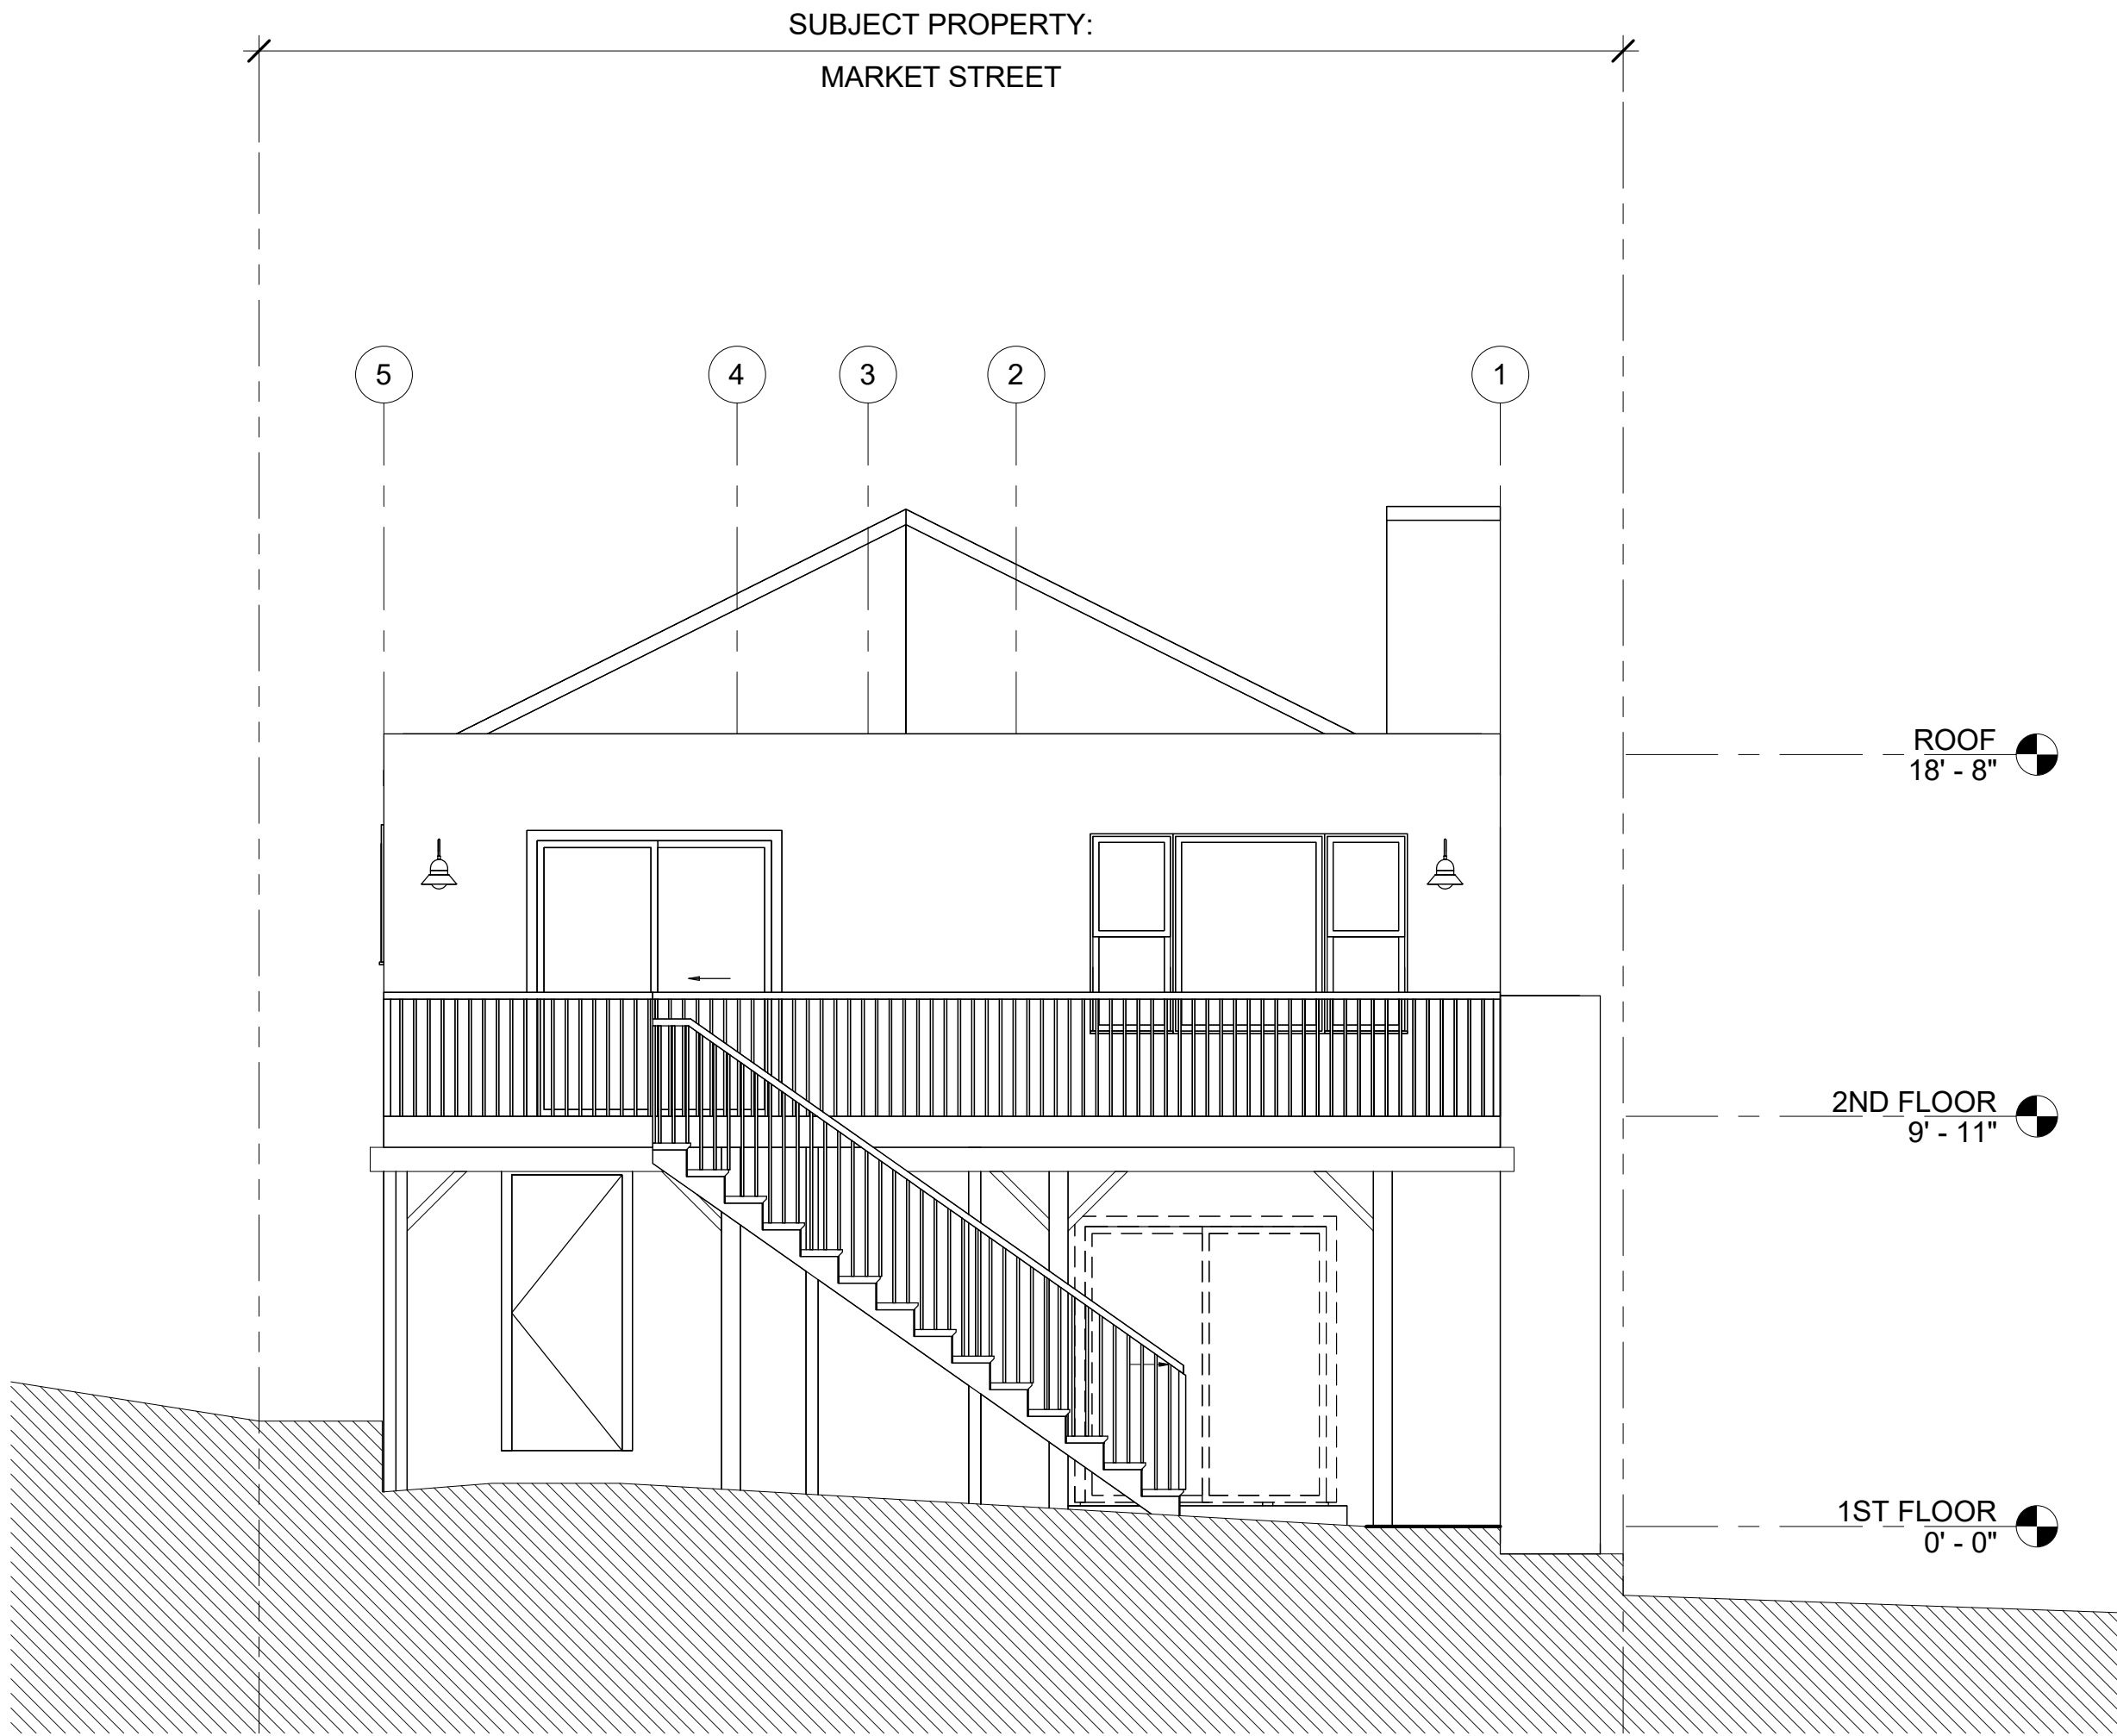 SUBJECT PROPERTY:
MARKET STREET
5 4 3 2 1
ROOF
18' - 8"
2ND FLOOR
9' - 11"
1ST FLOOR
0' - 0"